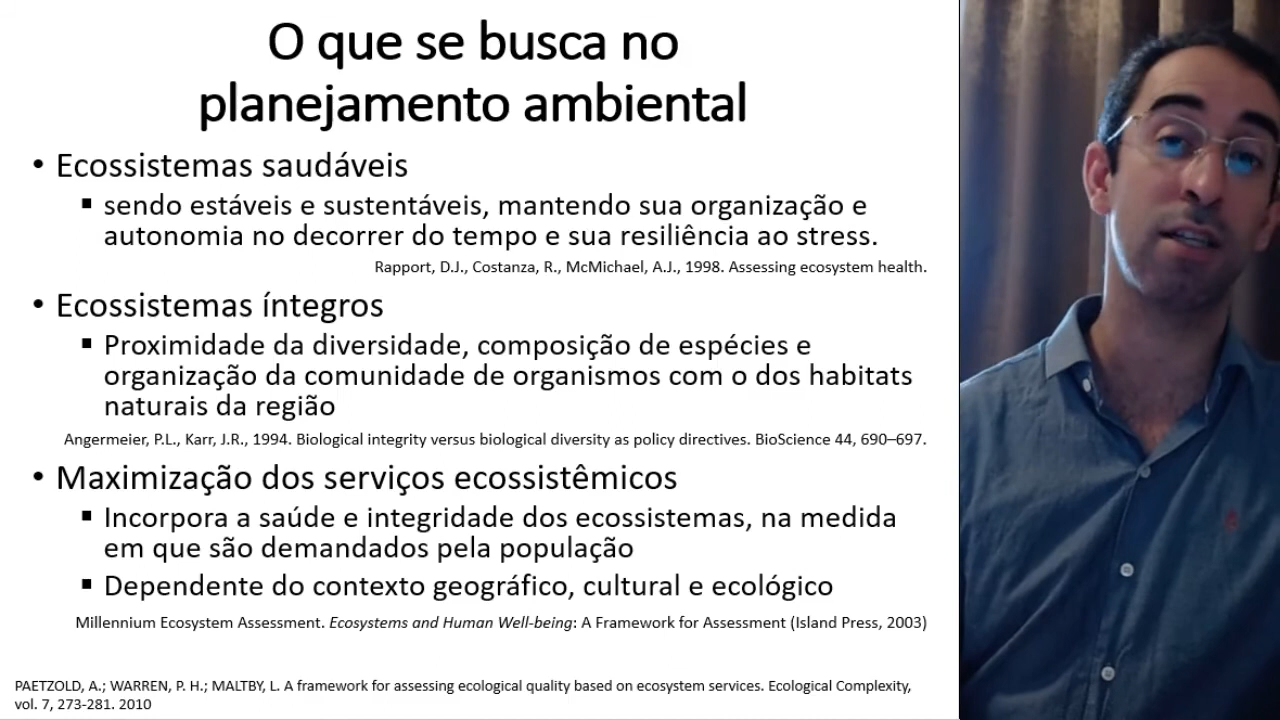 O que se busca no
planejamento ambiental
• Ecossistemas saudáveis
▪ sendo estáveis e sustentáveis, mantendo sua organização e
autonomia no decorrer do tempo e sua resiliência ao stress.
Rapport, D.J., Costanza, R., McMichael, A.J., 1998. Assessing ecosystem health.
• Ecossistemas íntegros
▪ Proximidade da diversidade, composição de espécies e
organização da comunidade de organismos com o dos habitats
naturais da região
Angermeier, P.L., Karr, J.R., 1994. Biological integrity versus biological diversity as policy directives. BioScience 44, 690–697.
• Maximização dos serviços ecossistêmicos
▪ Incorpora a saúde e integridade dos ecossistemas, na medida
em que são demandados pela população
▪ Dependente do contexto geográfico, cultural e ecológico
Millennium Ecosystem Assessment. Ecosystems and Human Well-being: A Framework for Assessment (Island Press, 2003)
PAETZOLD, A.; WARREN, P. H.; MALTBY, L. A framework for assessing ecological quality based on ecosystem services. Ecological Complexity,
vol. 7, 273-281. 2010